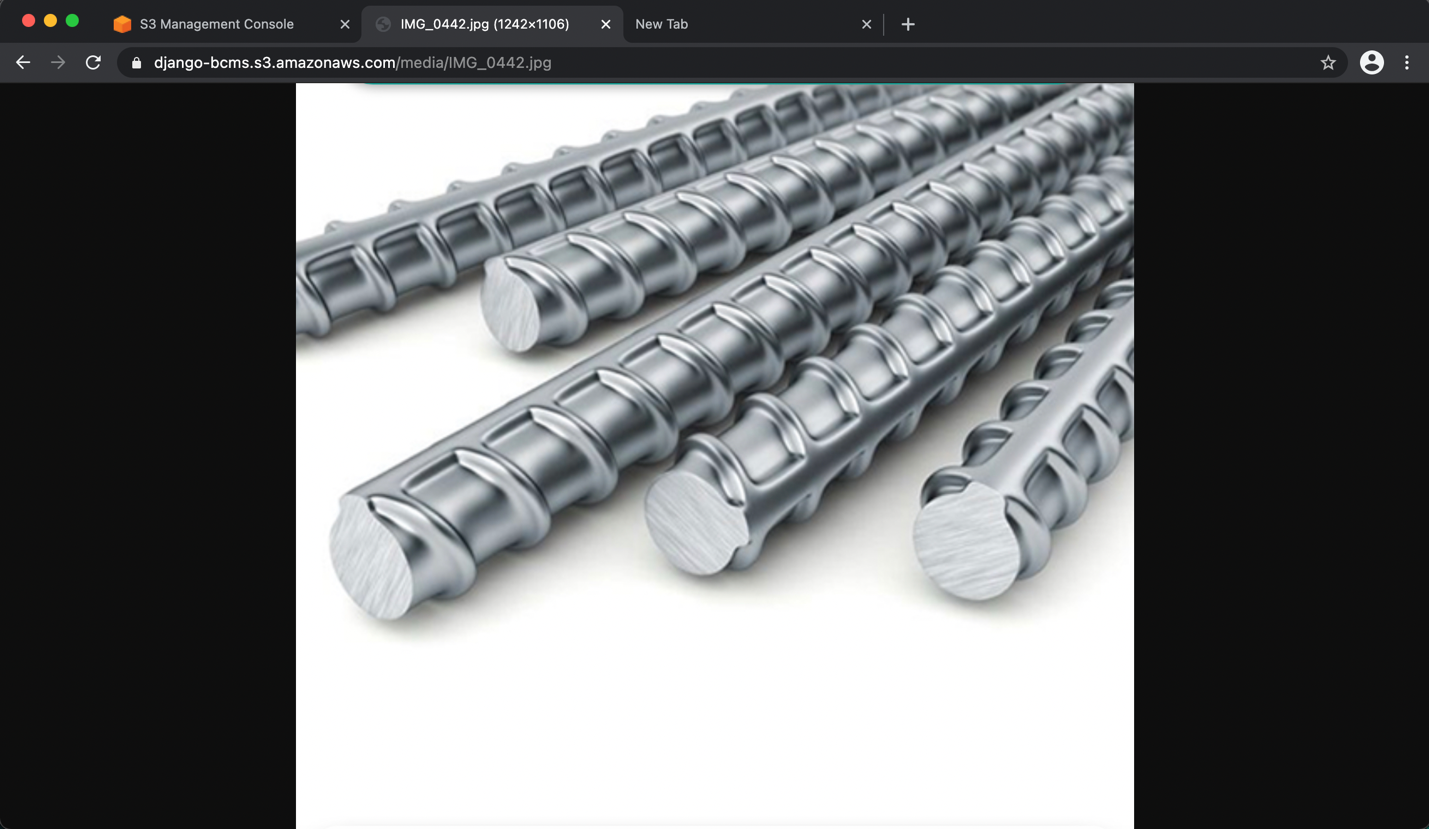 S3 Management Console
IMG_0442.jpg (1242×1106)
New Tab
django-bcms.s3.amazonaws.com/media/IMG_0442.jpg